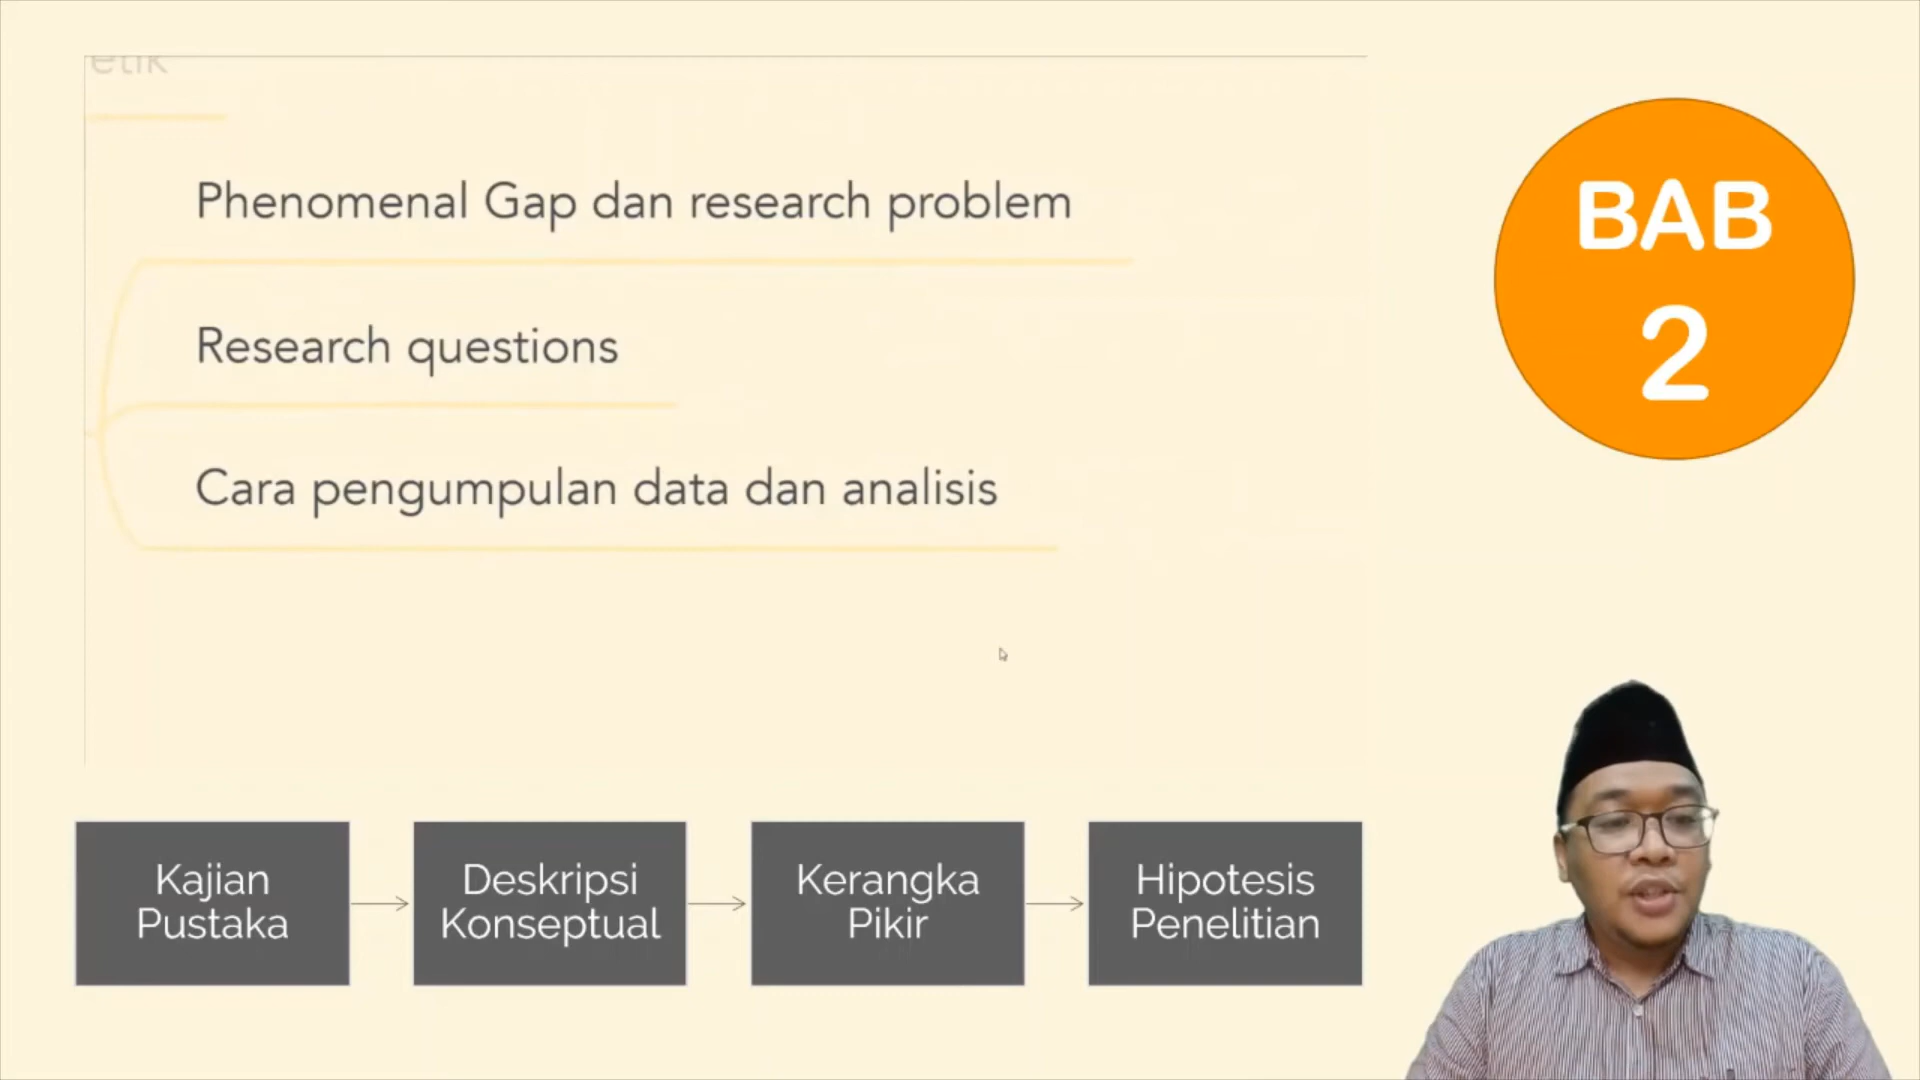 etik
Phenomenal Gap dan research problem
Research questions
Cara pengumpulan data dan analisis
BAB
2
Kajian
Pustaka
Deskripsi
Konseptual
Kerangka
Pikir
Hipotesis
Penelitian